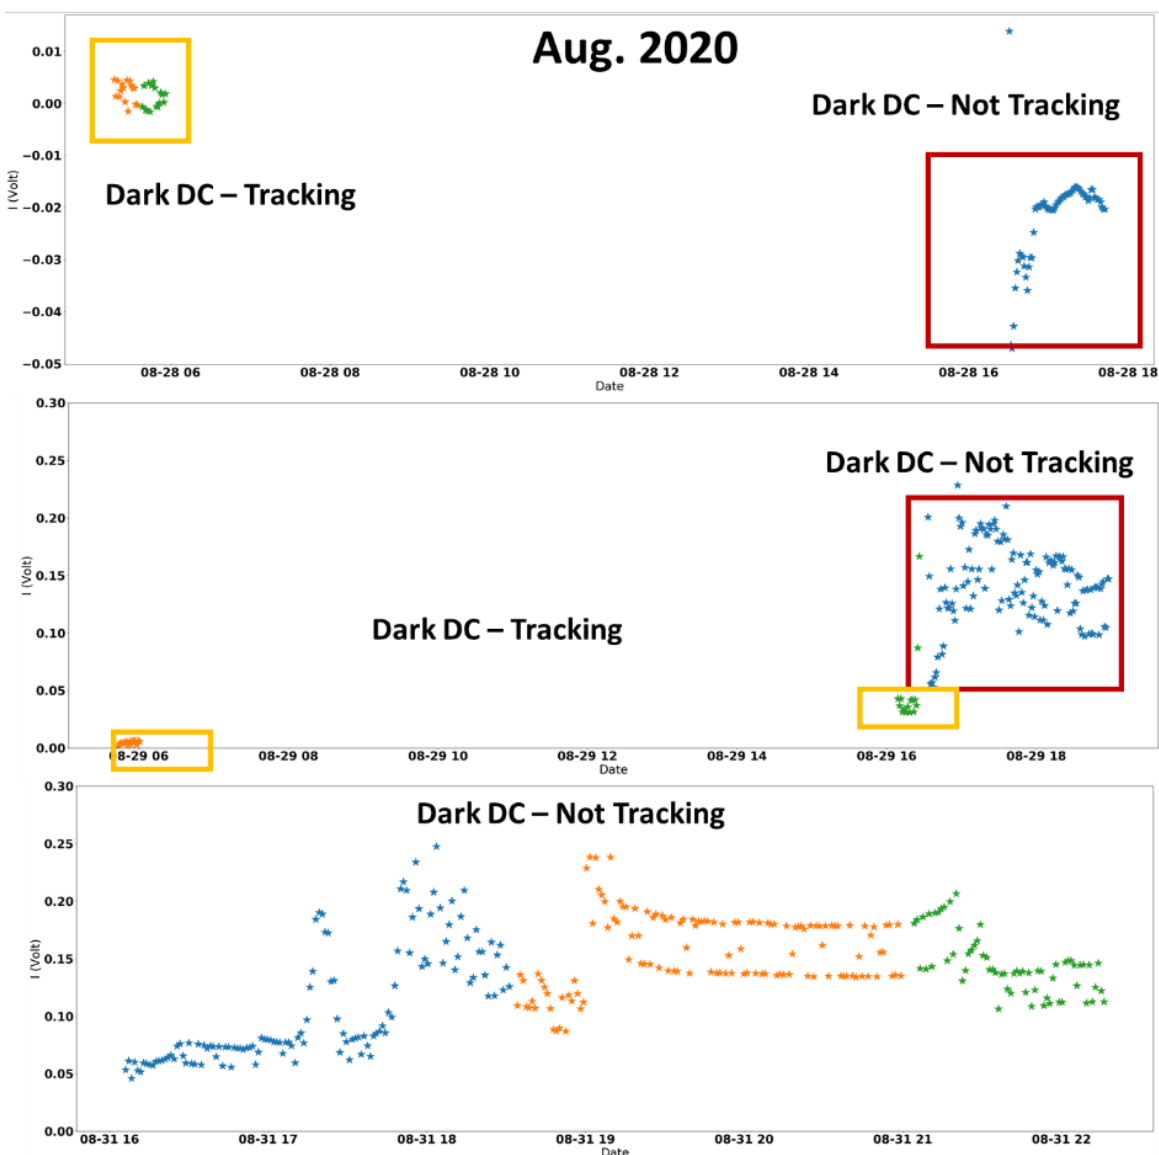 Aug. 2020
0.01
0.00
−0.01
−0.02
−0.03
−0.04
−0.05
I (Volt)
Dark DC – Not Tracking
Dark DC – Tracking
08-28 06 08-28 08 08-28 10 08-28 12 08-28 14 08-28 16 08-28 18
Date
0.30
0.25
0.20
0.15
0.10
0.05
0.00
I (Volt)
Dark DC – Not Tracking
Dark DC – Tracking
08-29 06 08-29 08 08-29 10 08-29 12 08-29 14 08-29 16 08-29 18
Date
0.30
0.25
0.20
0.15
0.10
0.05
0.00
I (Volt)
Dark DC – Not Tracking
08-31 16 08-31 17 08-31 18 08-31 19 08-31 20 08-31 21 08-31 22
Date